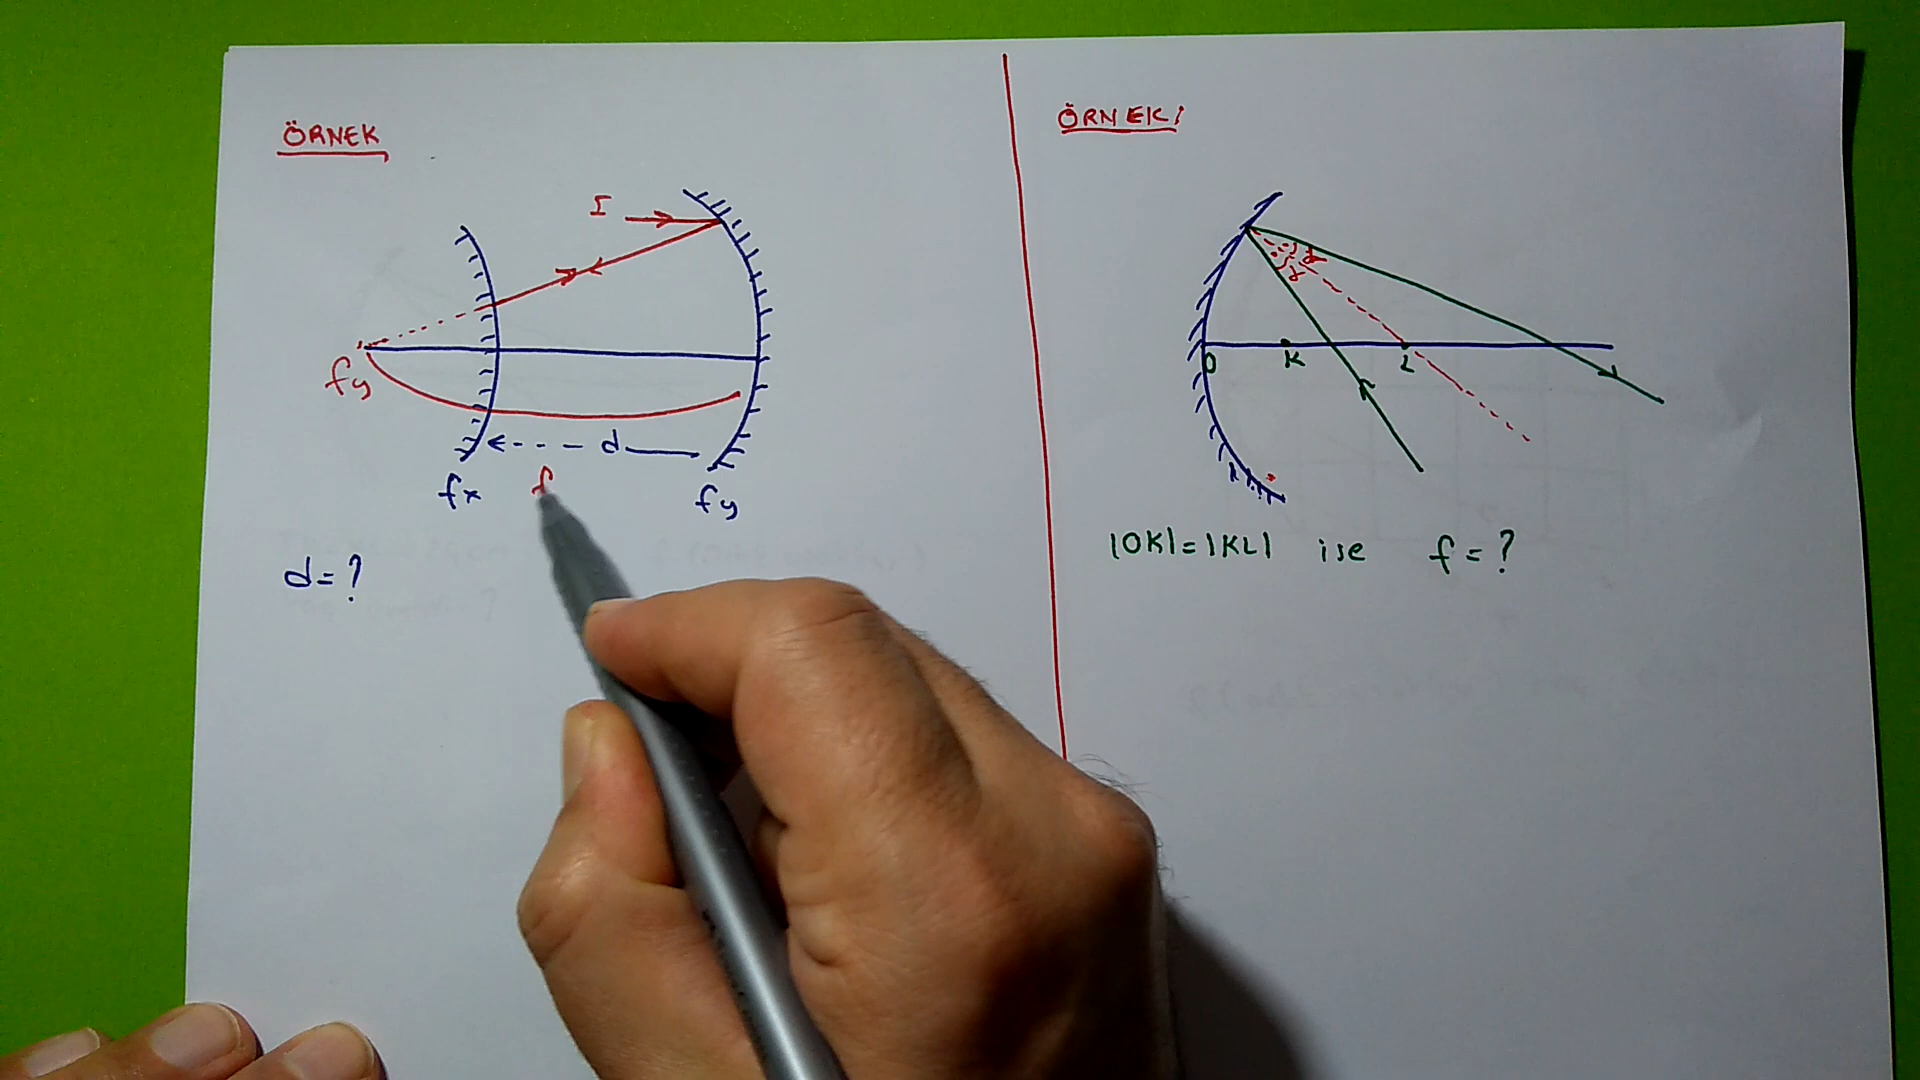 ÖRNEK
I
fy
d
fx
f
fy
d=?
ÖRNEK:
α
α
O K L
|OK|=|KL| ise f=?